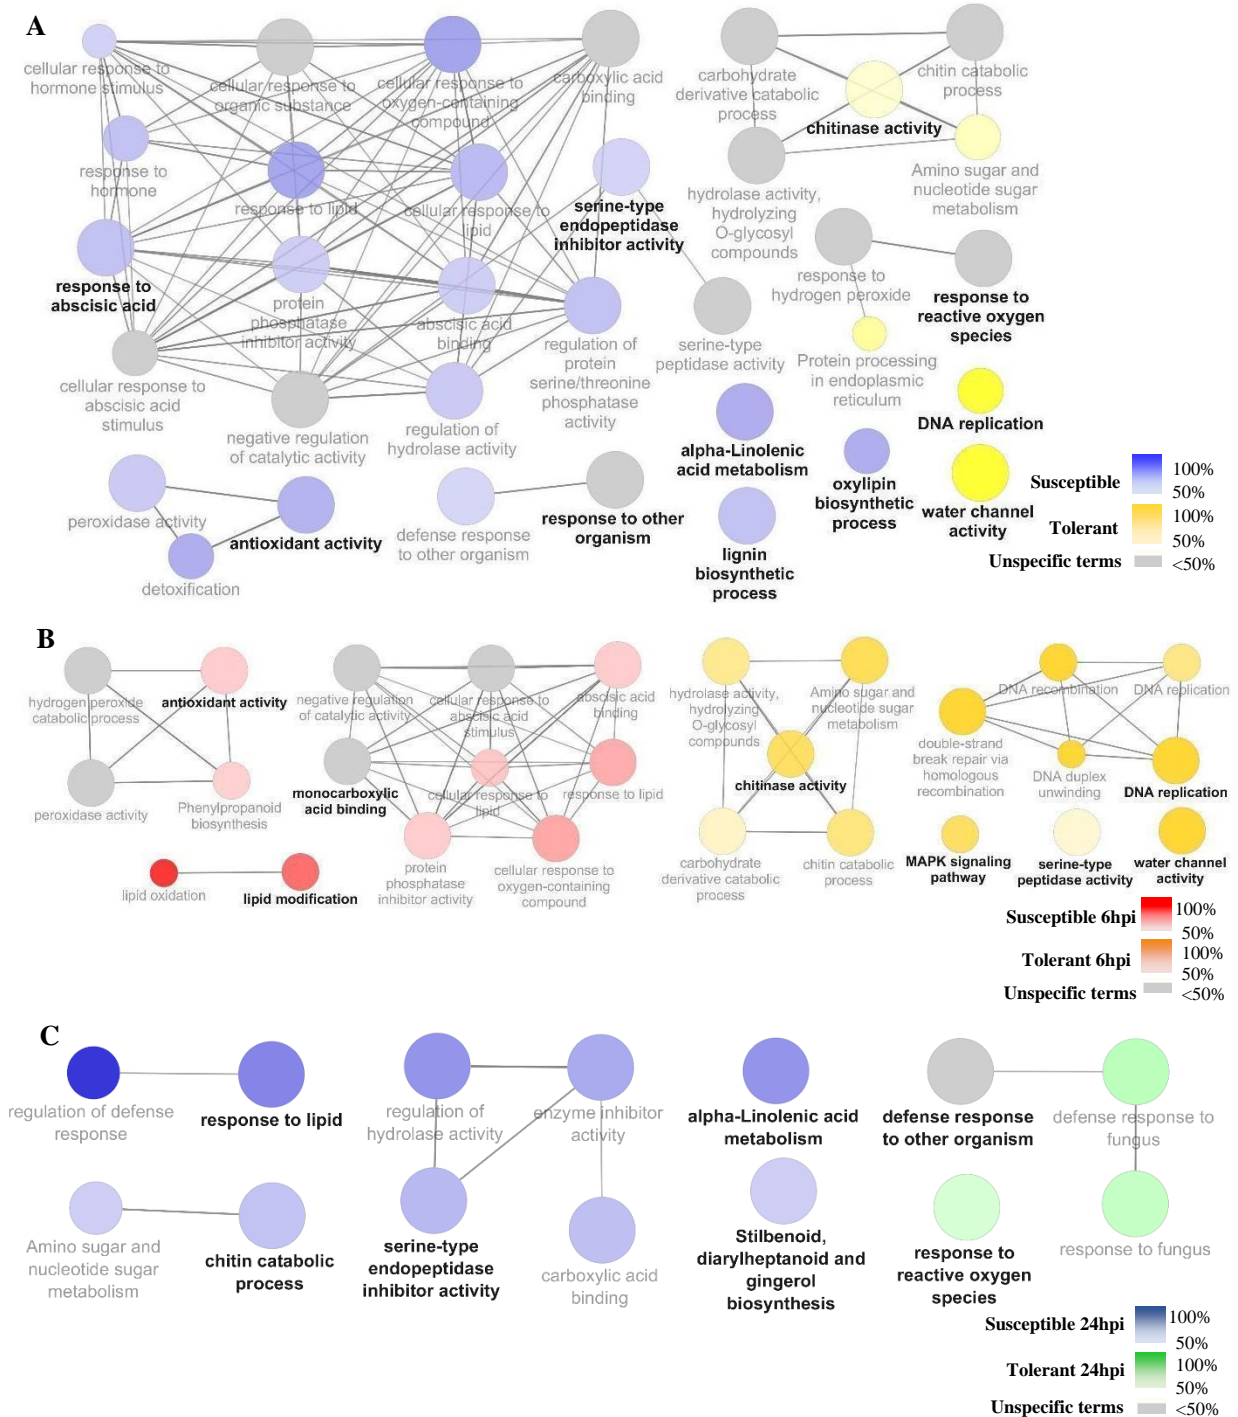 A
cellular response to
hormone stimulus
cellular response to
organic substance
cellular response to
oxygen-containing
compound
carboxylic acid
binding
response to
hormone
response to lipid
cellular response to
lipid
serine-type
endopeptidase
inhibitor activity
response to
abscisic acid
protein
phosphatase
inhibitor activity
abscisic acid
binding
regulation of
protein
serine/threonine
phosphatase
activity
serine-type
peptidase activity
cellular response to
abscisic acid
stimulus
negative regulation
of catalytic activity
regulation of
hydrolase activity
carbohydrate
derivative catabolic
process
chitin catabolic
process
chitinase activity
hydrolase activity,
hydrolyzing
O-glycosyl
compounds
Amino sugar and
nucleotide sugar
metabolism
response to
hydrogen peroxide
response to
reactive oxygen
species
Protein processing
in endoplasmic
reticulum
DNA replication
alpha-Linolenic
acid metabolism
oxylipin
biosynthetic
process
water channel
activity
peroxidase activity
antioxidant activity
detoxification
defense response
to other organism
response to other
organism
lignin
biosynthetic
process
Susceptible
100%
50%
Tolerant
100%
50%
Unspecific terms
<50%
B
hydrogen peroxide
catabolic process
antioxidant activity
peroxidase activity
Phenylpropanoid
biosynthesis
lipid oxidation
lipid modification
negative regulation
of catalytic activity
cellular response to
abscisic acid
stimulus
abscisic acid
binding
monocarboxylic
acid binding
cellular response to
lipid
response to lipid
protein
phosphatase
inhibitor activity
cellular response to
oxygen-containing
compound
hydrolase activity,
hydrolyzing
O-glycosyl
compounds
Amino sugar and
nucleotide sugar
metabolism
chitinase activity
carbohydrate
derivative catabolic
process
chitin catabolic
process
DNA recombination
DNA replication
double-strand
break repair via
homologous
recombination
DNA duplex
unwinding
DNA replication
MAPK signaling
pathway
serine-type
peptidase activity
water channel
activity
Susceptible 6hpi
100%
50%
Tolerant 6hpi
100%
50%
Unspecific terms
<50%
C
regulation of defense
response
response to lipid
regulation of
hydrolase activity
enzyme inhibitor
activity
alpha-Linolenic acid
metabolism
defense response
to other organism
defense response to
fungus
Amino sugar and
nucleotide sugar
metabolism
chitin catabolic
process
serine-type
endopeptidase
inhibitor activity
carboxylic acid
binding
Stilbenoid,
diarylheptanoid and
gingerol
biosynthesis
response to
reactive oxygen
species
response to fungus
Susceptible 24hpi
100%
50%
Tolerant 24hpi
100%
50%
Unspecific terms
<50%